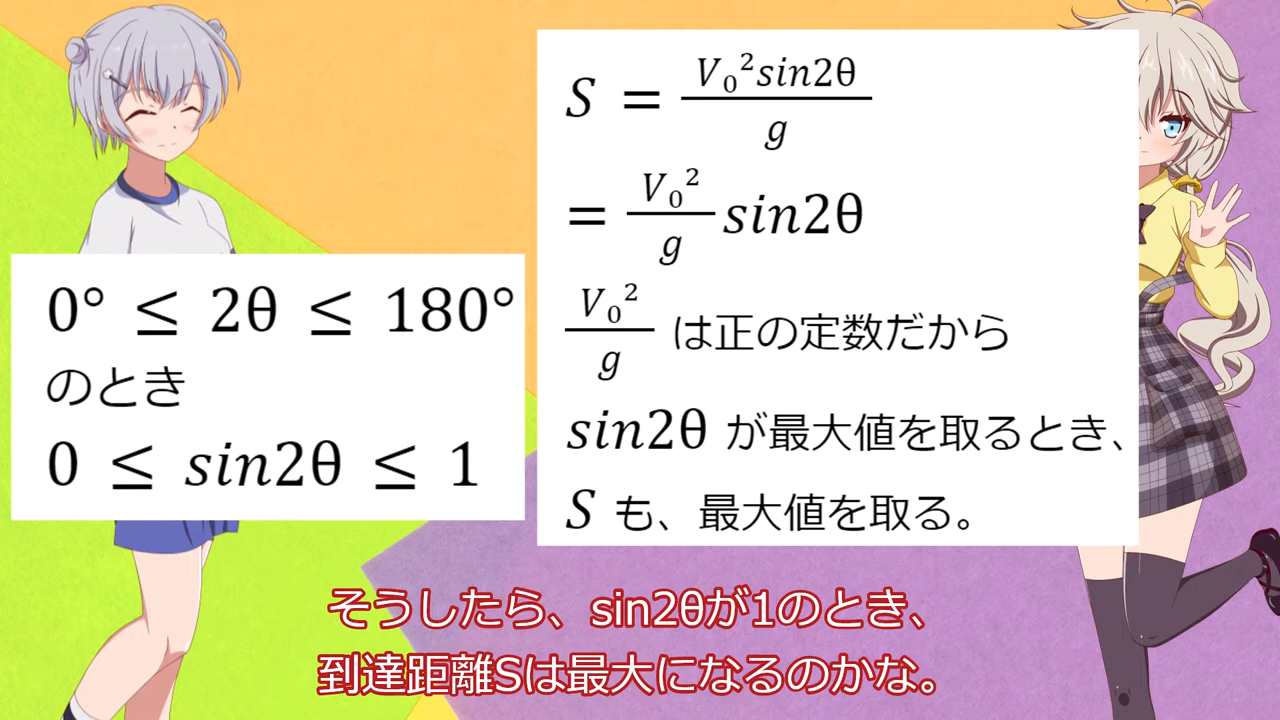 0° ≤ 2θ ≤ 180°
のとき
0 ≤ sin2θ ≤ 1
S = V₀²sin2θ / g
= V₀² / g sin2θ
V₀² / g は正の定数だから
sin2θ が最大値を取るとき、
S も、最大値を取る。
そうしたら、sin2θが1のとき、
到達距離Sは最大になるのかな。